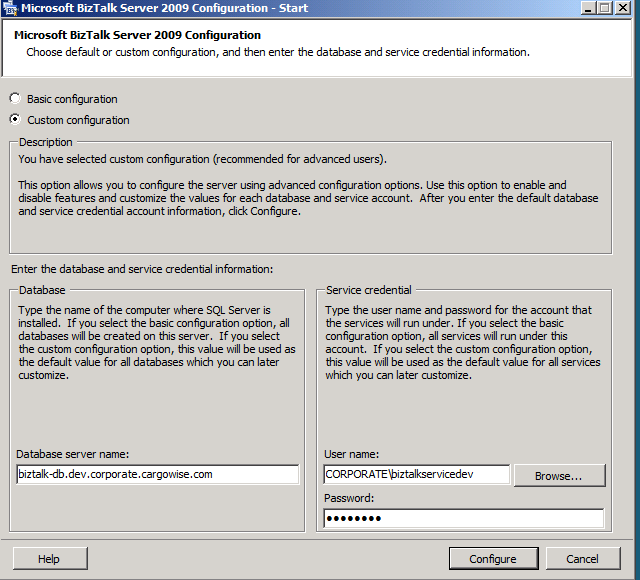 Microsoft BizTalk Server 2009 Configuration - Start
Microsoft BizTalk Server 2009 Configuration
Choose default or custom configuration, and then enter the database and service credential information.
Basic configuration
Custom configuration
Description
You have selected custom configuration (recommended for advanced users).
This option allows you to configure the server using advanced configuration options. Use this option to enable and
disable features and customize the values for each database and service account.  After you enter the default database
and service credential account information, click Configure.
Enter the database and service credential information:
Database
Type the name of the computer where SQL Server is
installed.  If you select the basic configuration option, all
databases will be created on this server.  If you select
the custom configuration option, this value will be used as
the default value for all databases which you can later
customize.
Database server name:
biztalk-db.dev.corporate.cargowise.com
Service credential
Type the user name and password for the account that
the services will run under. If you select the basic
configuration option, all services will run under this
account.  If you select the custom configuration option,
this value will be used as the default value for all services
which you can later customize.
User name:
CORPORATE\biztalkservicedev
Browse...
Password:
●●●●●●●●
Help
Configure
Cancel